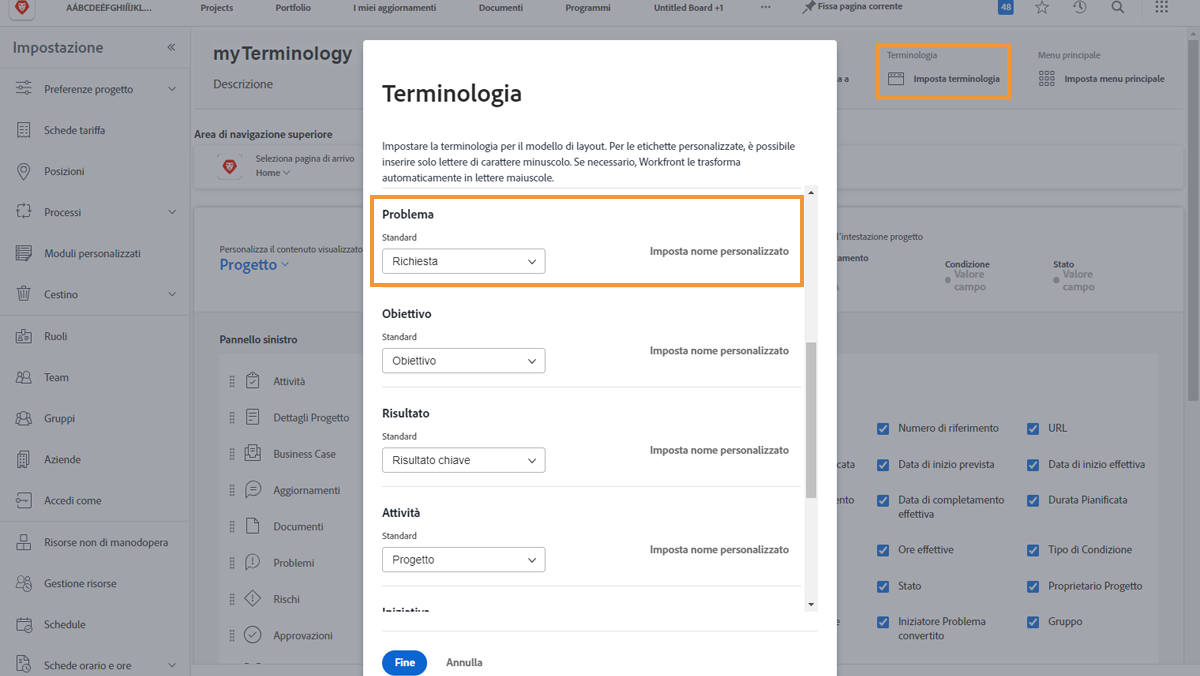 AÁBCDEÉFGHIÍIJKL...
Projects
Portfolio
I miei aggiornamenti
Documenti
Programmi
Untitled Board +1
Fissa pagina corrente
48
Impostazione
Preferenze progetto
Schede tariffa
Posizioni
Processi
Moduli personalizzati
Cestino
Ruoli
Team
Gruppi
Aziende
Accedi come
Risorse non di manodopera
Gestione risorse
Schedule
Schede orario e ore
myTerminology
Descrizione
a a
Terminologia
Imposta terminologia
Menu principale
Imposta menu principale
Area di navigazione superiore
Seleziona pagina di arrivo
Home
Personalizza il contenuto visualizzato
Progetto
l'intestazione progetto
amento
Condizione
Valore
campo
Stato
Valore
campo
Pannello sinistro
Attività
Dettagli Progetto
Business Case
Aggiornamenti
Documenti
Problemi
Rischi
Approvazioni
Terminologia
Impostare la terminologia per il modello di layout. Per le etichette personalizzate, è possibile
inserire solo lettere di carattere minuscolo. Se necessario, Workfront le trasforma
automaticamente in lettere maiuscole.
Problema
Standard
Richiesta
Imposta nome personalizzato
Obiettivo
Standard
Obiettivo
Imposta nome personalizzato
Risultato
Standard
Risultato chiave
Imposta nome personalizzato
Attività
Standard
Progetto
Imposta nome personalizzato
Iniziativa
Fine
Annulla
Numero di riferimento
URL
cata
Data di inizio prevista
Data di inizio effettiva
ento
Data di completamento
effettiva
Durata Pianificata
Ore effettive
Tipo di Condizione
Stato
Proprietario Progetto
e
Iniziatore Problema
convertito
Gruppo